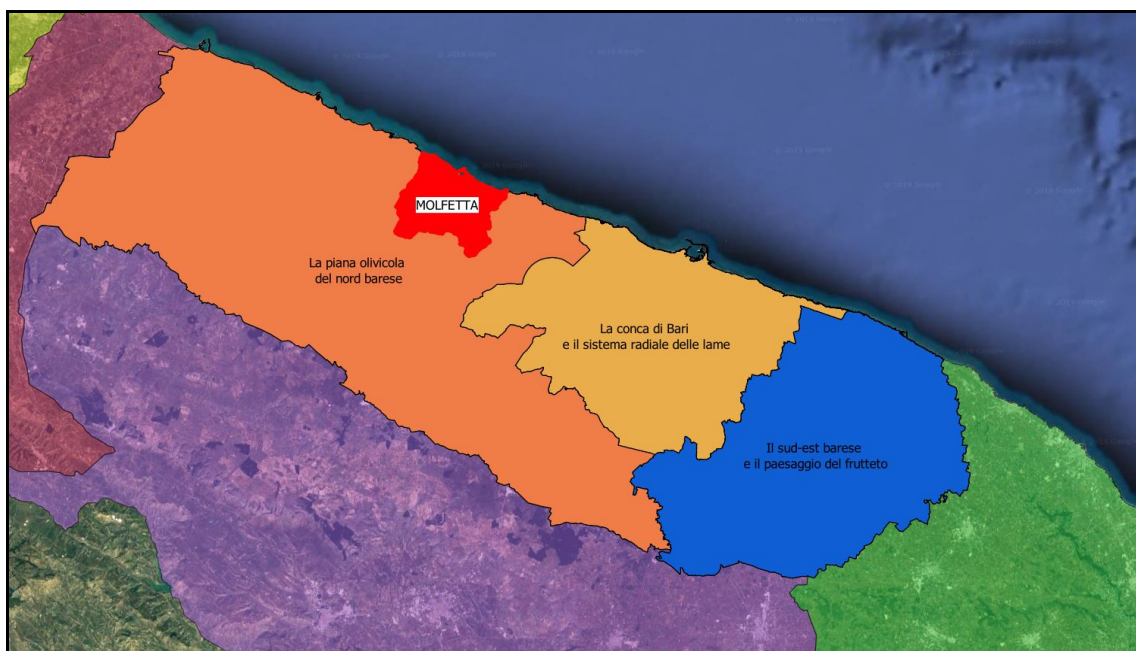 MOLFETTA
La piana olivicola
del nord barese
La conca di Bari
e il sistema radiale delle lame
Il sud-est barese
e il paesaggio del frutteto